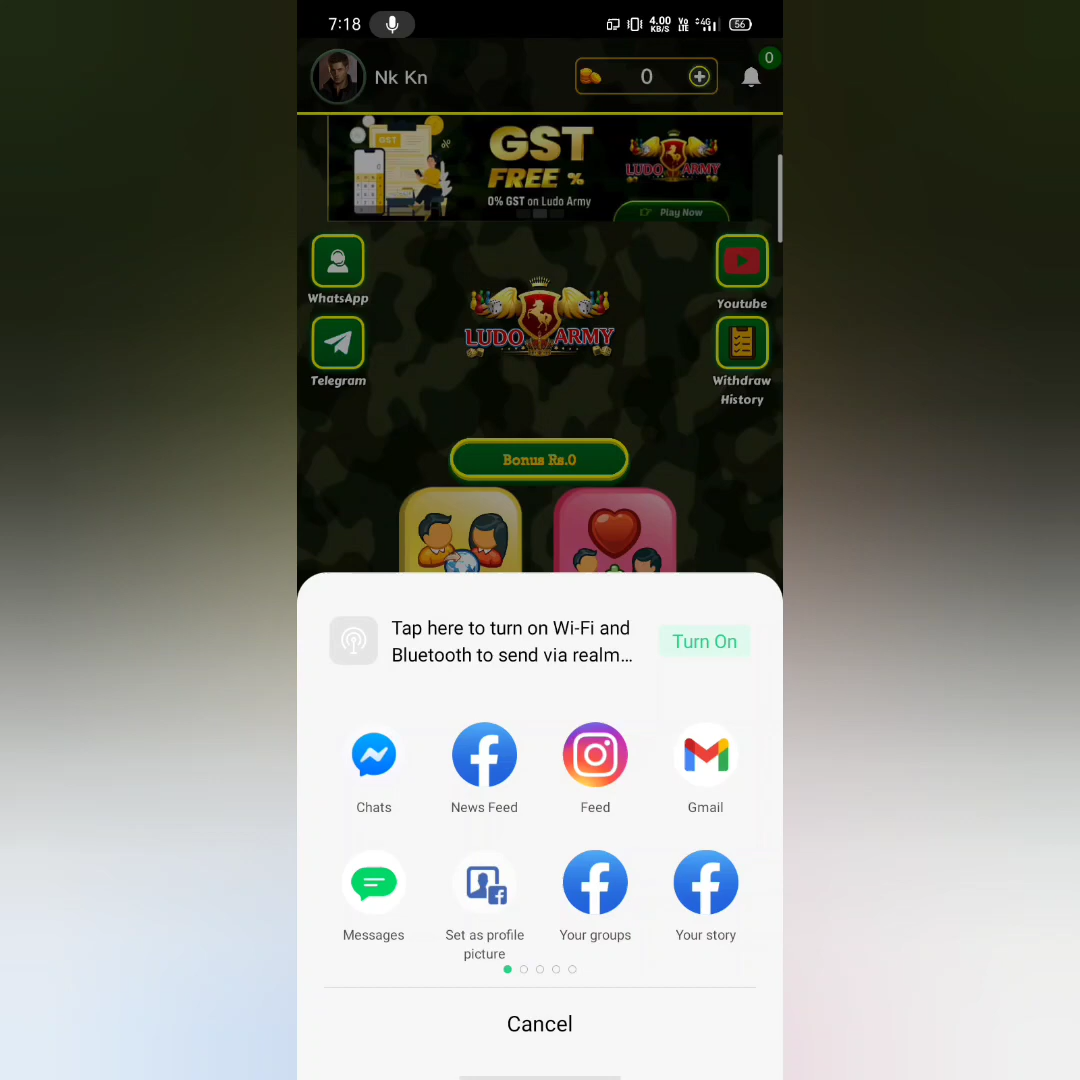 7:18
4.00
KB/S
Vo
LTE
4G
56
Nk Kn
0
0
GST
GST
FREE %
0% GST on Ludo Army
LUDO ARMY
Play Now
WhatsApp
Youtube
LUDO ARMY
Telegram
Withdraw
History
Bonus Rs.0
Tap here to turn on Wi-Fi and
Bluetooth to send via realm...
Turn On
Chats
News Feed
Feed
Gmail
Messages
Set as profile
picture
Your groups
Your story
Cancel